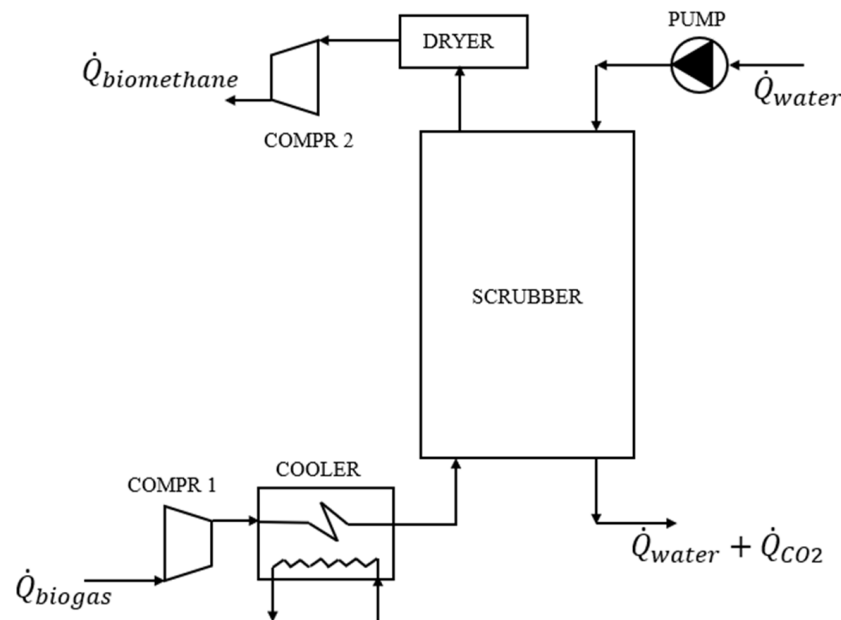 PUMP
DRYER
Q̇biomethane
Q̇water
COMPR 2
SCRUBBER
COOLER
COMPR 1
Q̇water + Q̇CO2
Q̇biogas